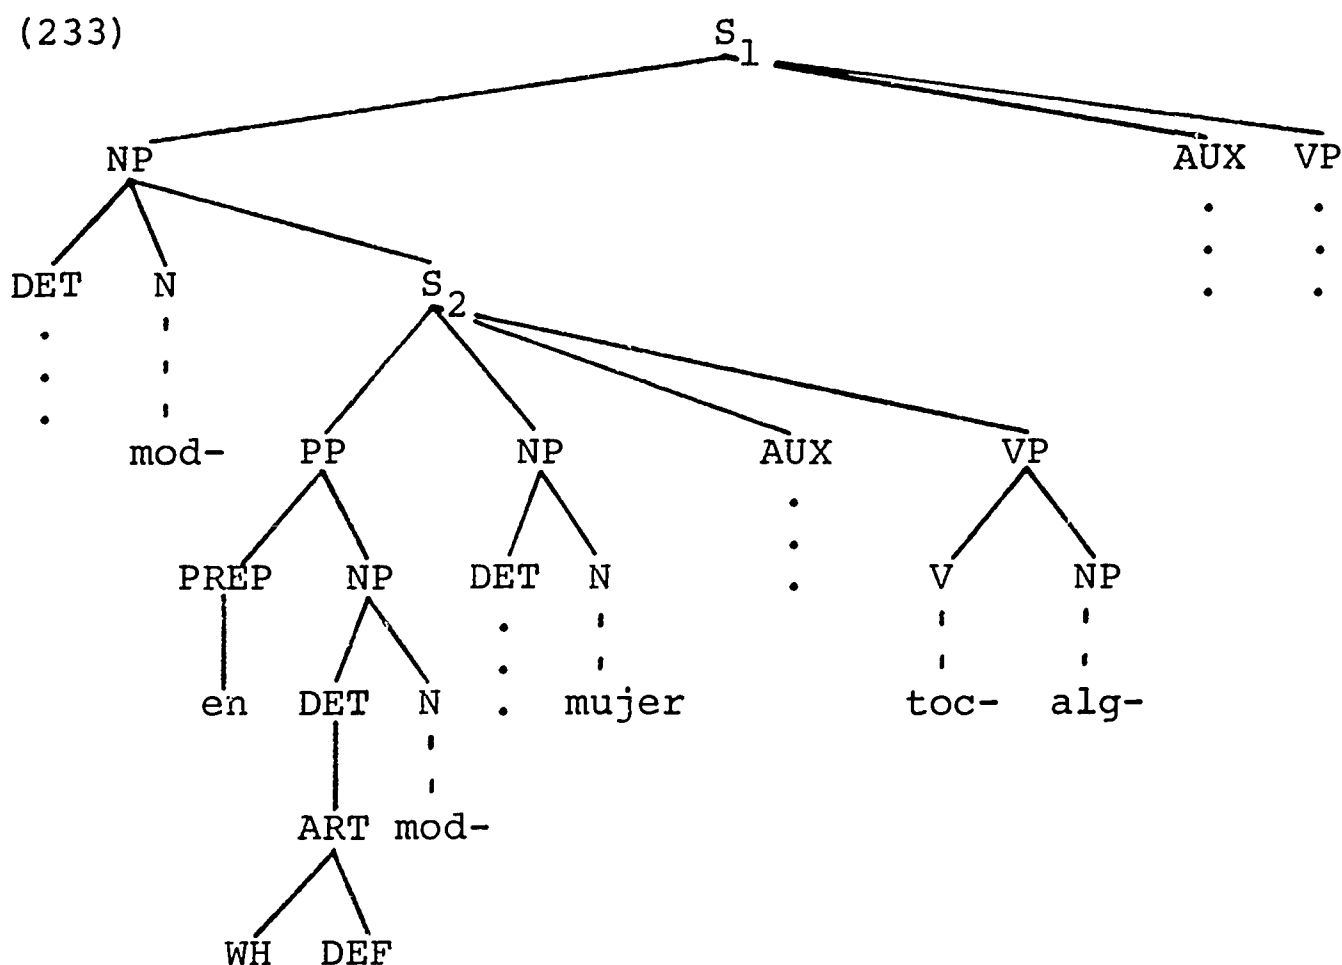 (233)
S1
NP AUX VP
DET N S2
mod- PP NP AUX VP
PREP NP DET N V NP
en DET N mujer toc- alg-
ART mod-
WH DEF